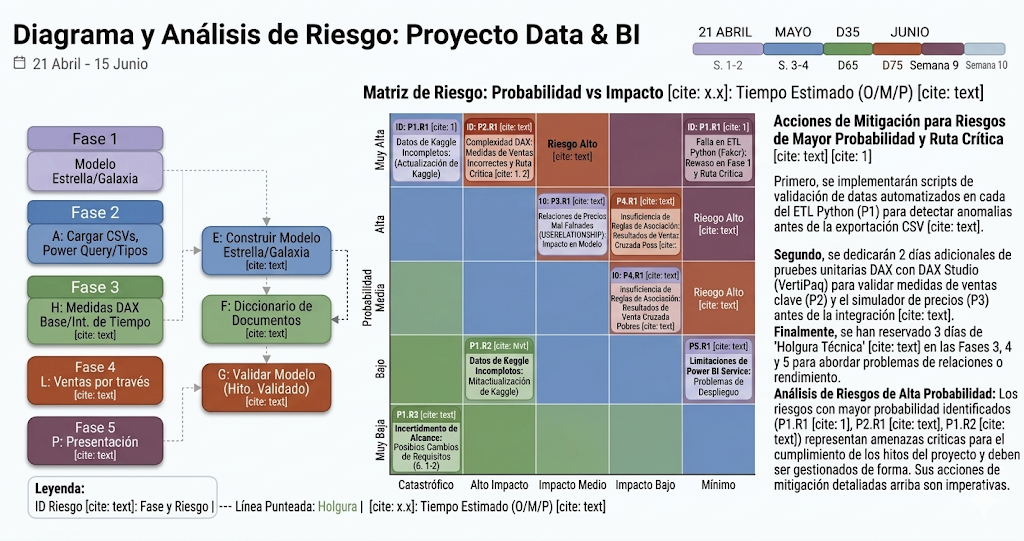 Diagrama y Análisis de Riesgo: Proyecto Data & BI
21 Abril - 15 Junio
21 ABRIL
MAYO
D35
JUNIO
S. 1-2
S. 3-4
D65
D75
Semana 9
Semana 10
Matriz de Riesgo: Probabilidad vs Impacto [cite: x.x]: Tiempo Estimado (O/M/P) [cite: text]
Fase 1
Modelo
Estrella/Galaxia
Fase 2
A: Cargar CSVs,
Power Query/Tipos
Fase 3
H: Medidas DAX
Base/Int. de Tiempo
[cite: text]
Fase 4
L: Ventas por través
[cite: text]
Fase 5
P: Presentación
[cite: text]
E: Construir Modelo
Estrella/Galaxia
[cite: text]
F: Diccionario de
Documentos
[cite: text]
G: Validar Modelo
(Hito. Validado)
[cite: text]
Probabilidad
Muy Alta
ID: P1.R1 [cite: 1]
Datos de Kaggle
Incompletos:
(Actualización de
Kaggle)
ID: P2.R1 [cite: text]
Complexidad DAX:
Medidas de Ventas
Incorrectes y Ruta
Crítica [cite: 1. 2]
Riesgo Alto
[cite: text]
ID: P1.R1 [cite: 1]
Falla en ETL
Python (Fakcr):
Rewaso en Fase 1
y Ruta Crítica
Alta
10: P3.R1 [cite: text]
Relaciones de Precios
Mal Falnades
(USERELATIONSHIP):
Impacto en Modelo
P4.R1 [cite: text]
Insuficiencia de
Reglas de Asociación:
Resultados de Venta:
Cruzada Poss [cite::
Rieego Alto
[cite: text]
Media
I0: P4,R1 [cite: text]
insuficiencia de
Reglas de Asociación:
Resultados de
Venta Cruzada
Pobres (cite: text]
Rieego Alto
[cite: text]
Bajo
P1.R2 [cite: Nvt]
Datos de Keggle
Incompletos:
(Mitactiualización
de Kaggle)
P5.R1 [cite: text]
Limitaciones de
Power BI Service:
Problemas de
Desplieguo
Muy Baja
P1.R3 [cite: text]
Incertidmento de
Alcance:
Posibios Cambios
de Requisitos
(6. 1-2)
Catastrófico
Alto Impacto
Impacto Medio
Impacto Bajo
Mínimo
Acciones de Mitigación para Riesgos
de Mayor Probabilidad y Ruta Crítica
[cite: text] [cite: 1]
Primero, se implementarán scripts de
validación de datas automatizados en cada
del ETL Python (P1) para detectar anomalias
antes de la exportación CSV [cite: text].
Segundo, se dedicarán 2 días adicionales de
pruebes unitarias DAX con DAX Studio
(VertiPaq) para validar medidas de ventas
clave (P2) y el simulador de precios (P3)
antes de la integración [cite: text].
Finalmente, se han reservado 3 días de
'Holgura Técnica' [cite: text] en las Fases 3, 4
y 5 para abordar problemas de relaciones o
rendimiento.
Análisis de Riesgos de Alta Probabilidad: Los
riesgos con mayor probabilidad identificados
(P1.R1 [cite: 1], P2.R1 [cite: text], P1.R2 [cite:
text]) representan amenazas criticas para el
cumplimiento de los hitos del proyecto y deben
ser gestionados de forma. Sus acciones de
mitigación detalladas arriba son imperativas.
Leyenda:
ID Riesgo [cite: text]: Fase y Riesgo | --- Línea Punteada: Holgura | [cite: x.x]: Tiempo Estimado (O/M/P) [cite: text]